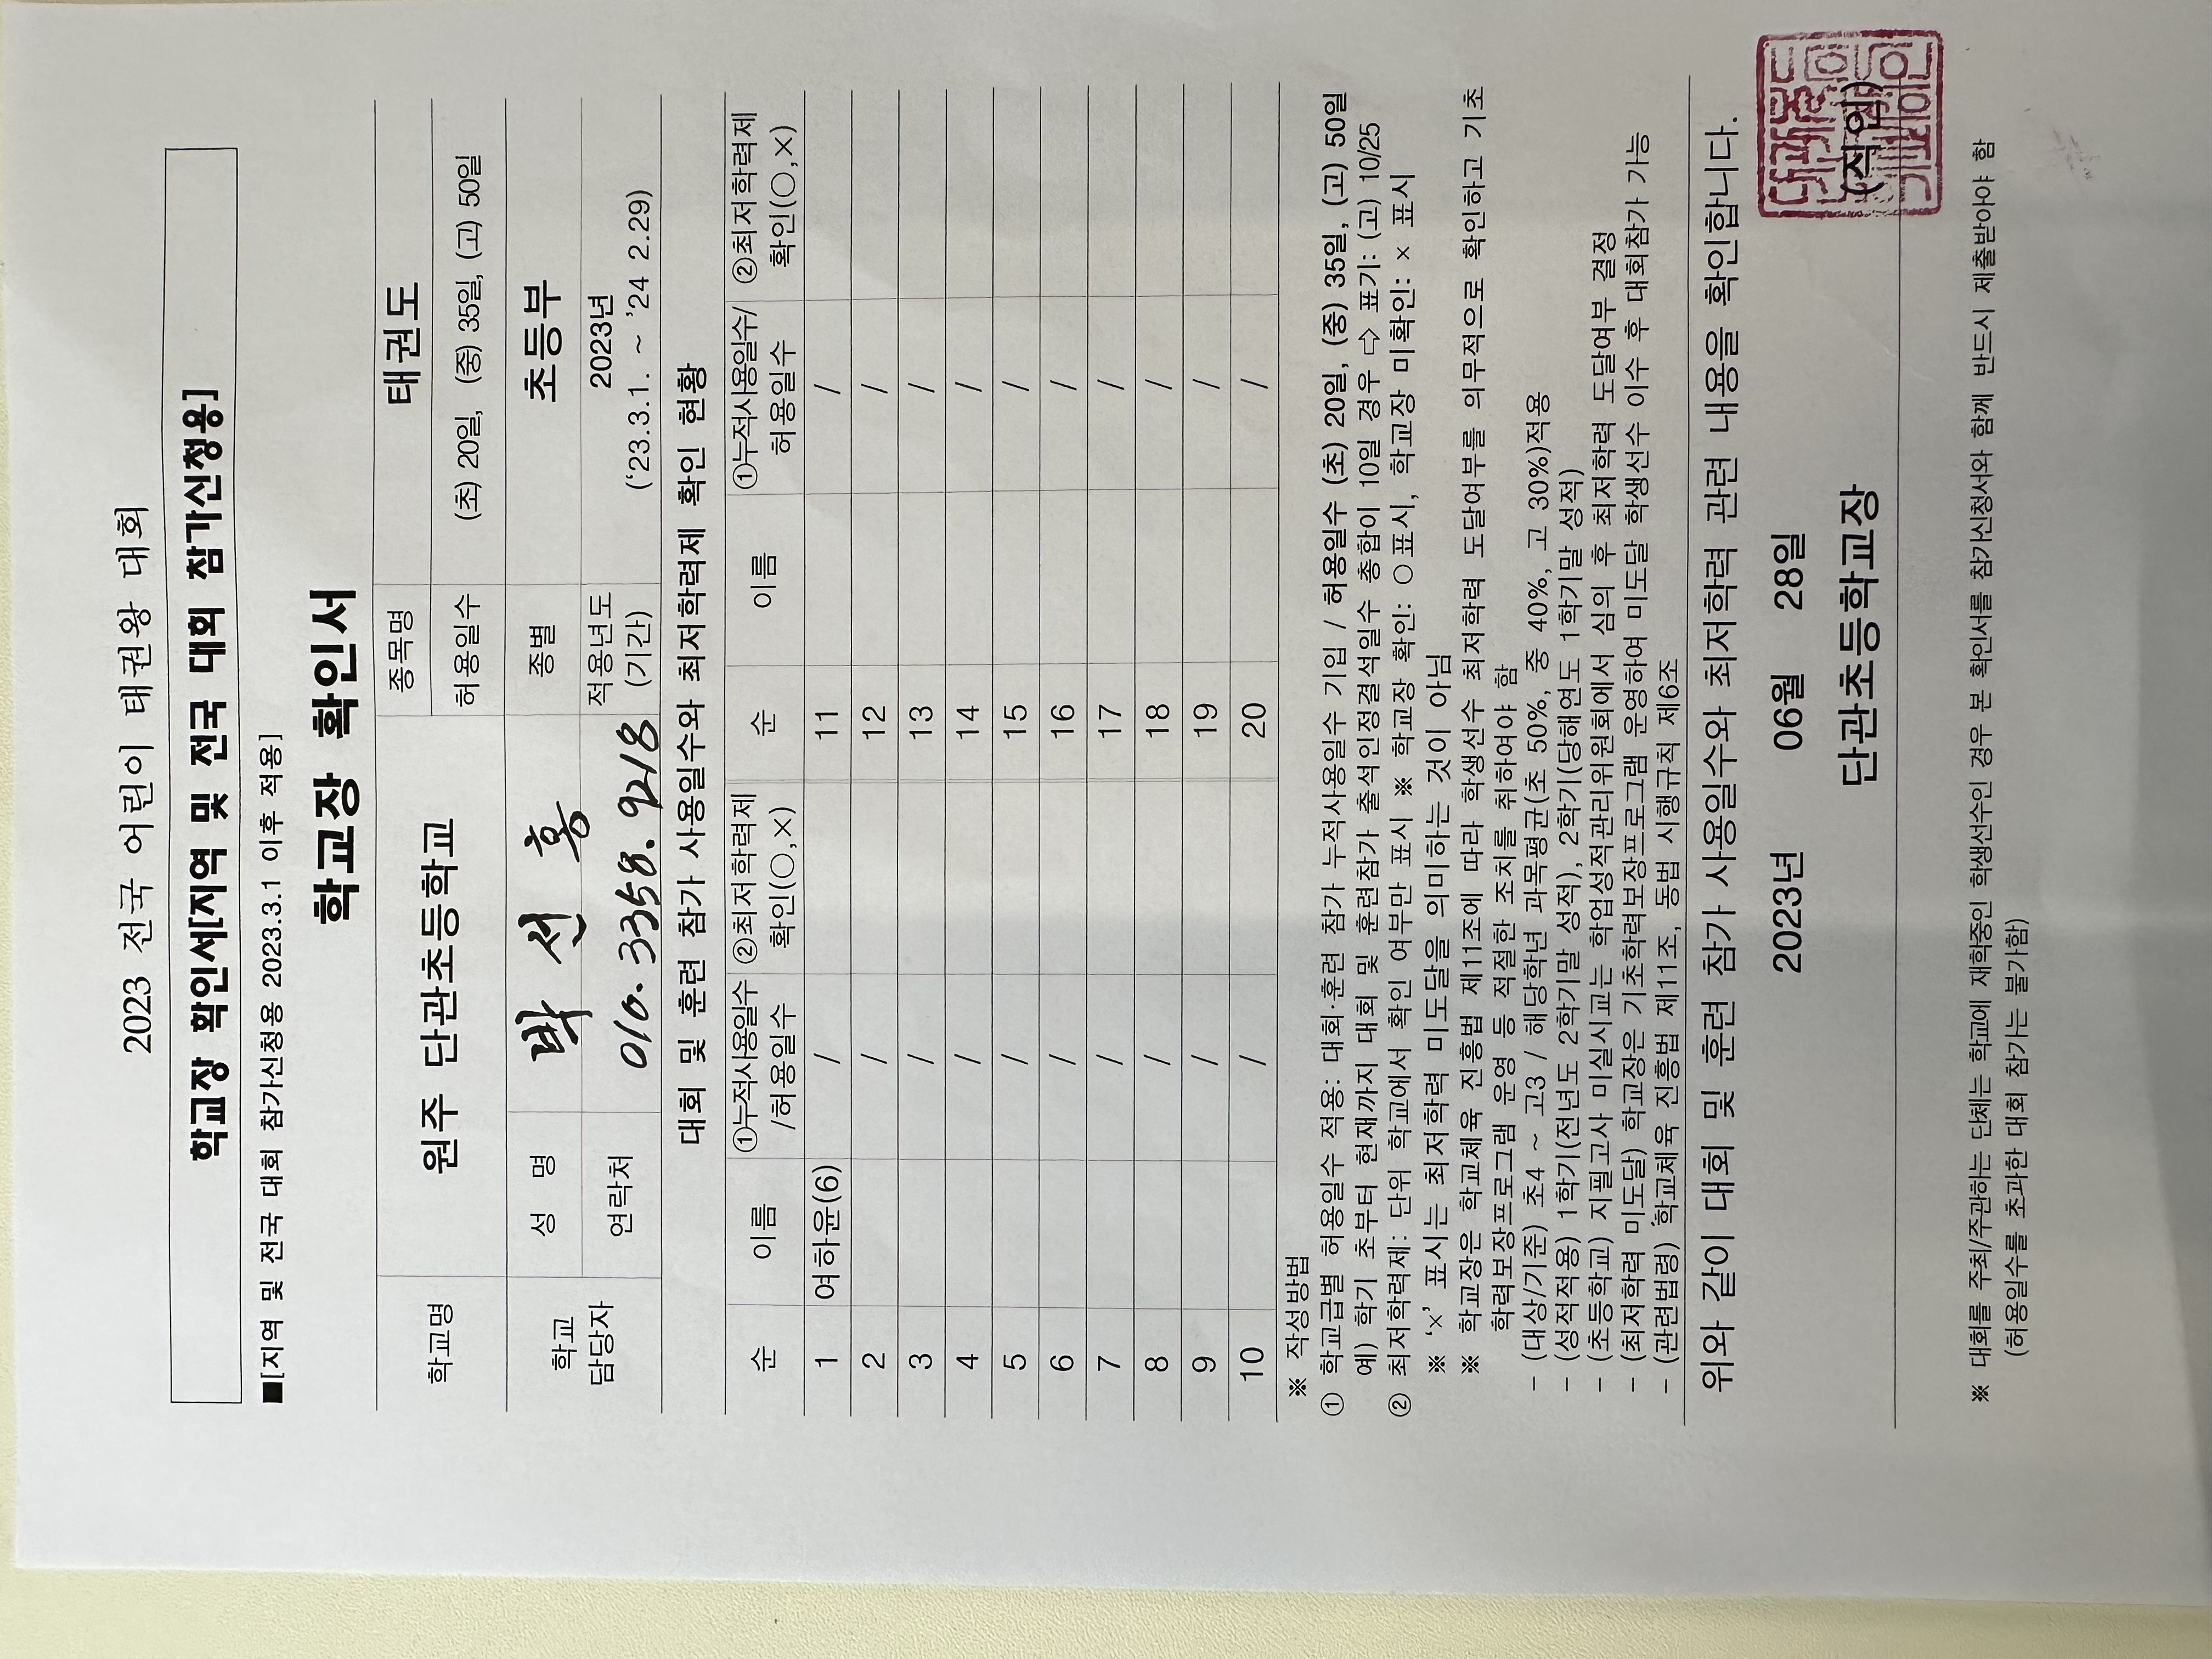 2023 전국 어린이 태권왕 대회
학교장 확인서[지역 및 전국 대회 참가신청용]
■[지역 및 전국 대회 참가신청용 2023.3.1 이후 적용]
학교장 확인서
학교명 원주 단관초등학교 종목명 태권도
허용일수 (초) 20일, (중) 35일, (고) 50일
학교 담당자 성 명 박 선 홍 종별 초등부
연락처 010. 3358. 9218 적용년도 (기간) 2023년 ('23.3.1. ~ '24 2.29)
대회 및 훈련 참가 사용일수와 최저학력제 확인 현황
순 이름 ①누적사용일수 /허용일수 ②최저학력제 확인(○,×) 순 이름 ①누적사용일수/ 허용일수 ②최저학력제 확인(○,×)
1 여하윤(6) / 11 /
2 / 12 /
3 / 13 /
4 / 14 /
5 / 15 /
6 / 16 /
7 / 17 /
8 / 18 /
9 / 19 /
10 / 20 /
※ 작성방법
① 학교급별 허용일수 적용: 대회·훈련 참가 누적사용일수 기입 / 허용일수 (초) 20일, (중) 35일, (고) 50일
예) 학기 초부터 현재까지 대회 및 훈련참가 출석인정결석일수 총합이 10일 경우 ⇨ 표기: (고) 10/25
② 최저학력제: 단위 학교에서 확인 여부만 표시 ※ 학교장 확인: ○표시, 학교장 미확인: × 표시
※ '×' 표시는 최저학력 미도달을 의미하는 것이 아님
※ 학교장은 학교체육 진흥법 제11조에 따라 학생선수 최저학력 도달여부를 의무적으로 확인하고 기초
학력보장프로그램 운영 등 적절한 조치를 취하여야 함
- (대상/기준) 초4 ~ 고3 / 해당학년 과목평균(초 50%, 중 40%, 고 30%)적용
- (성적적용) 1학기(전년도 2학기말 성적), 2학기(당해연도 1학기말 성적)
- (초등학교) 지필고사 미실시교는 학업성적관리위원회에서 심의 후 최저학력 도달여부 결정
- (최저학력 미도달) 학교장은 기초학력보장프로그램 운영하여 미도달 학생선수 이수 후 대회참가 가능
- (관련법령) 학교체육 진흥법 제11조, 동법 시행규칙 제6조
위와 같이 대회 및 훈련 참가 사용일수와 최저학력 관련 내용을 확인합니다.
2023년 06월 28일
단관초등학교장 (직인)
※ 대회를 주최/주관하는 단체는 학교에 재학중인 학생선수인 경우 본 확인서를 참가신청서와 함께 반드시 제출받아야 함
(허용일수를 초과한 대회 참가는 불가함)